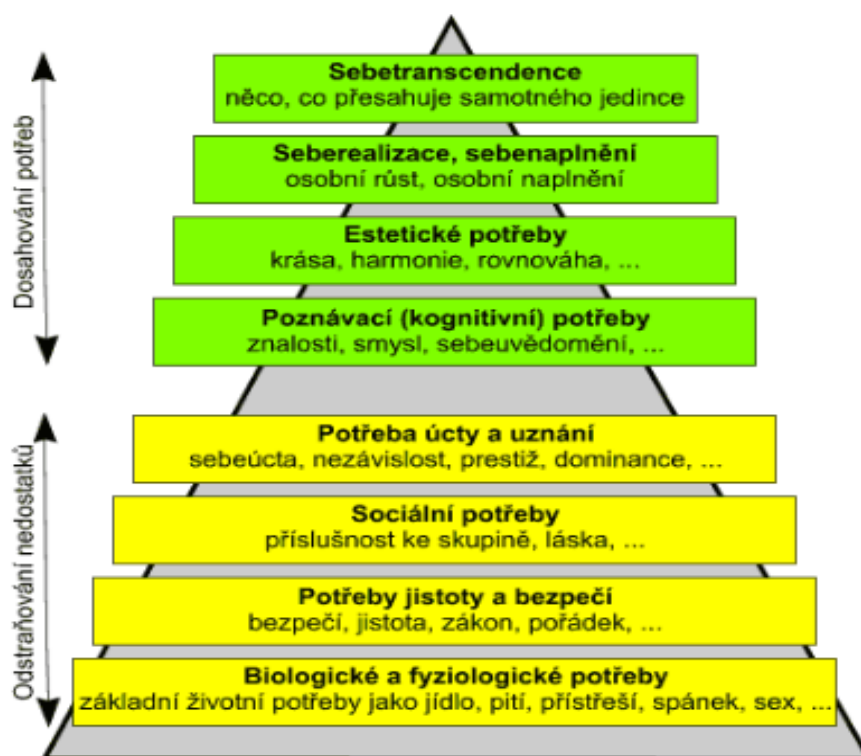 Dosahování potřeb
Sebetranscendence
něco, co přesahuje samotného jedince
Seberealizace, sebenaplnění
osobní růst, osobní naplnění
Estetické potřeby
krása, harmonie, rovnováha, ...
Poznávací (kognitivní) potřeby
znalosti, smysl, sebeuvědomění, ...
Odstraňování nedostatků
Potřeba úcty a uznání
sebeúcta, nezávislost, prestiž, dominance, ...
Sociální potřeby
příslušnost ke skupině, láska, ...
Potřeby jistoty a bezpečí
bezpečí, jistota, zákon, pořádek, ...
Biologické a fyziologické potřeby
základní životní potřeby jako jídlo, pití, přístřeší, spánek, sex, ...